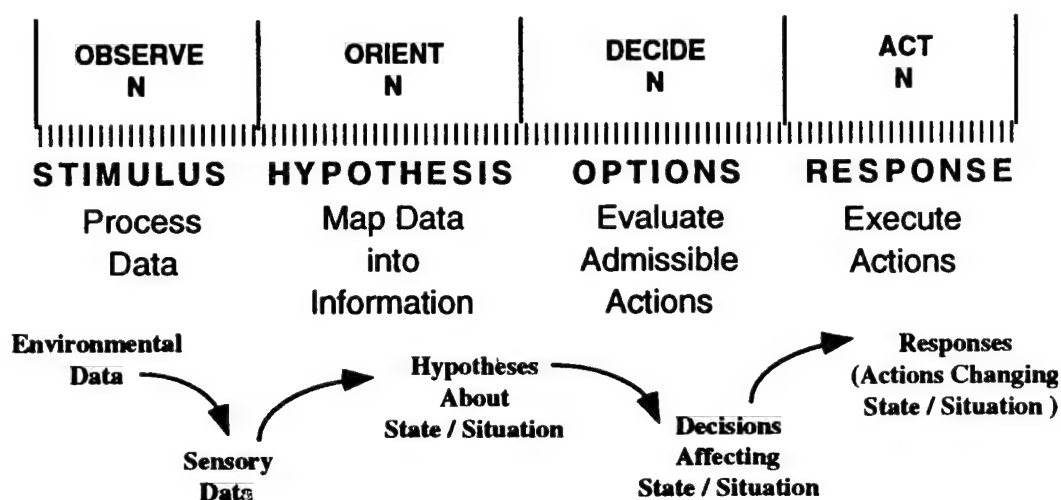 OBSERVE
N
ORIENT
N
DECIDE
N
ACT
N
STIMULUS
HYPOTHESIS
OPTIONS
RESPONSE
Process
Data
Map Data
into
Information
Evaluate
Admissible
Actions
Execute
Actions
Environmental
Data
Sensory
Data
Hypotheses
About
State / Situation
Decisions
Affecting
State / Situation
Responses
(Actions Changing
State / Situation )